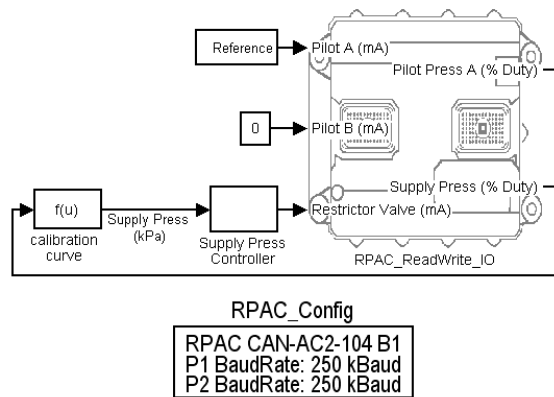 Reference
Pilot A (mA)
Pilot Press A (% Duty)
0
Pilot B (mA)
Supply Press (% Duty)
f(u)
Supply Press
(kPa)
Restrictor Valve (mA)
calibration
curve
Supply Press
Controller
RPAC_ReadWrite_IO
RPAC_Config
RPAC CAN-AC2-104 B1
P1 BaudRate: 250 kBaud
P2 BaudRate: 250 kBaud